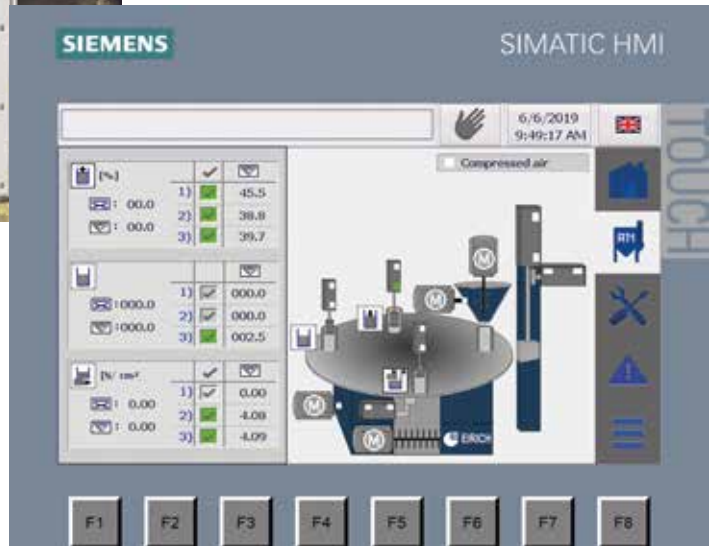 SIEMENS
SIMATIC HMI
TOUCH
6/6/2019
9:49:17 AM
Compressed air
[%]
: 00.0
: 00.0
1) 45.5
2) 38.8
3) 39.7
:000.0
:000.0
1) 000.0
2) 000.0
3) 002.5
[N/ cm²
: 0.00
: 0.00
1) 0.00
2) 4.08
3) 4.09
M
M
M
M
EIRICH
RTI
F1 F2 F3 F4 F5 F6 F7 F8